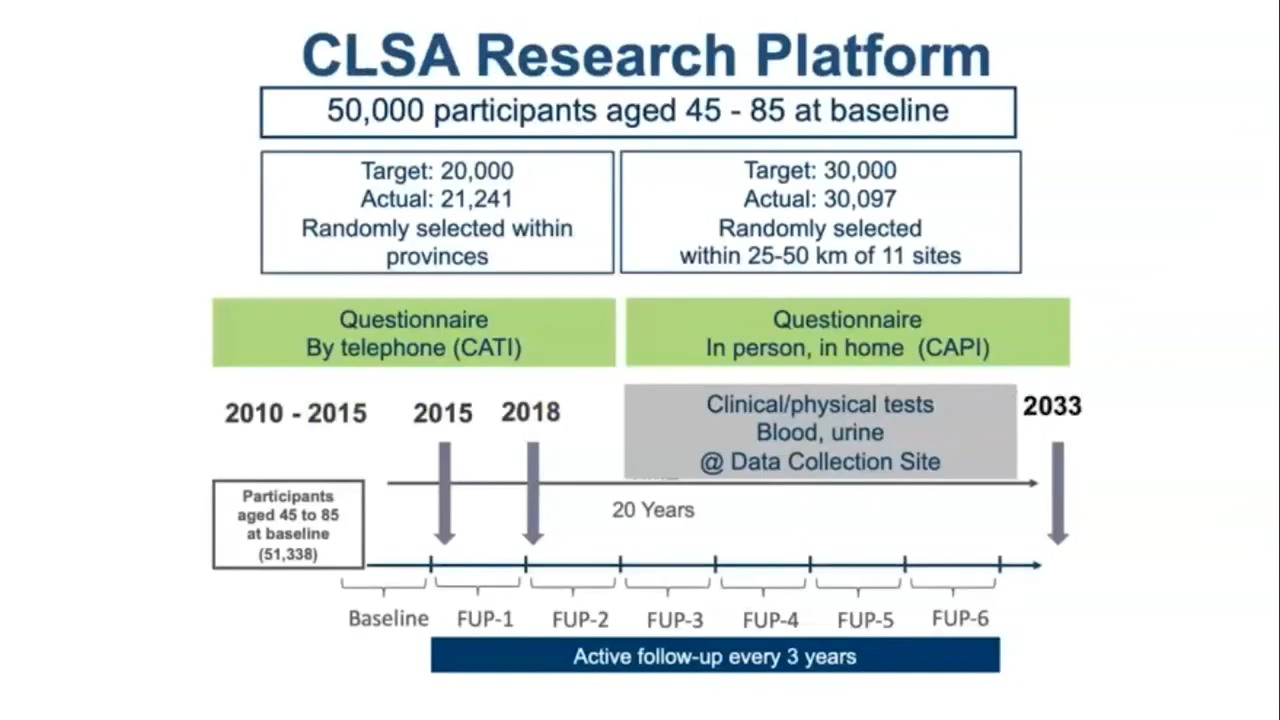 CLSA Research Platform
50,000 participants aged 45 - 85 at baseline
Target: 20,000
Actual: 21,241
Randomly selected within
provinces
Target: 30,000
Actual: 30,097
Randomly selected
within 25-50 km of 11 sites
Questionnaire
By telephone (CATI)
Questionnaire
In person, in home (CAPI)
Clinical/physical tests
Blood, urine
@ Data Collection Site
2010 - 2015
2015
2018
2033
20 Years
Participants
aged 45 to 85
at baseline
(51,338)
Baseline
FUP-1
FUP-2
FUP-3
FUP-4
FUP-5
FUP-6
Active follow-up every 3 years